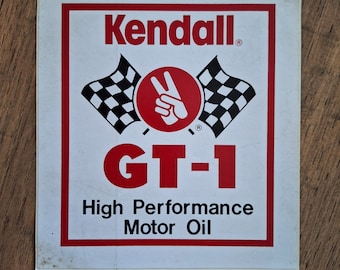 Kendall®
®
GT-1
High Performance
Motor Oil